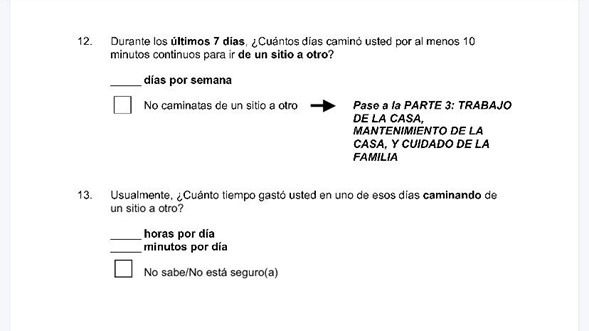 12. Durante los últimos 7 días, ¿Cuántos días caminó usted por al menos 10
minutos continuos para ir de un sitio a otro?
_____ días por semana
No caminatas de un sitio a otro
Pase a la PARTE 3: TRABAJO
DE LA CASA,
MANTENIMIENTO DE LA
CASA, Y CUIDADO DE LA
FAMILIA
13. Usualmente, ¿Cuánto tiempo gastó usted en uno de esos días caminando de
un sitio a otro?
_____ horas por día
_____ minutos por día
No sabe/No está seguro(a)